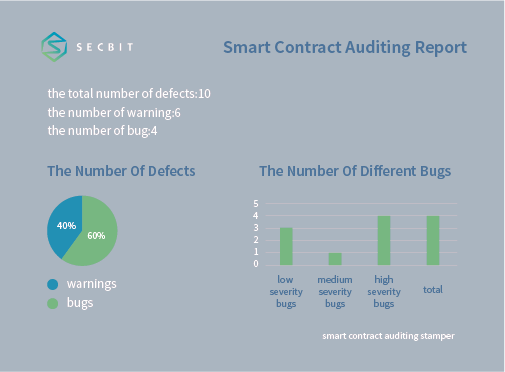 SECBIT
Smart Contract Auditing Report
the total number of defects:10
the number of warning:6
the number of bug:4
The Number Of Defects
40%
60%
warnings
bugs
The Number Of Different Bugs
5
4
3
2
1
0
low severity bugs
medium severity bugs
high severity bugs
total
smart contract auditing stamper